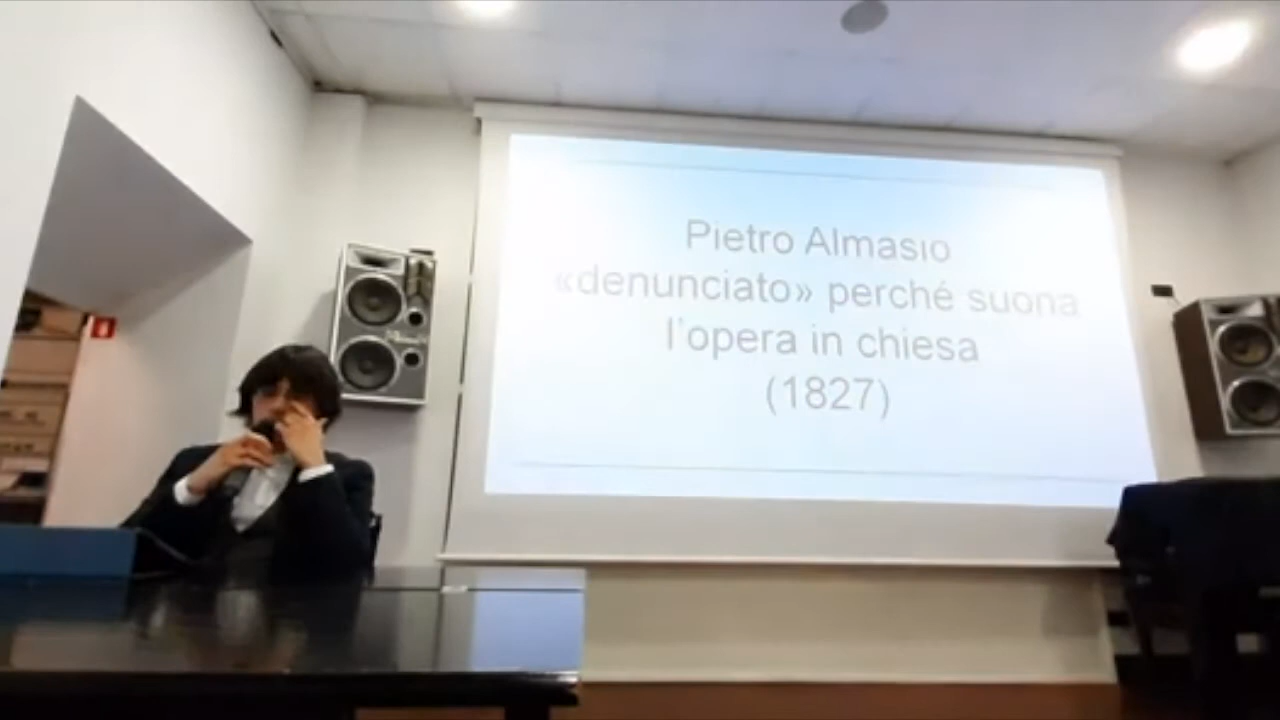 Pietro Almasio
«denunciato» perché suona
l'opera in chiesa
(1827)